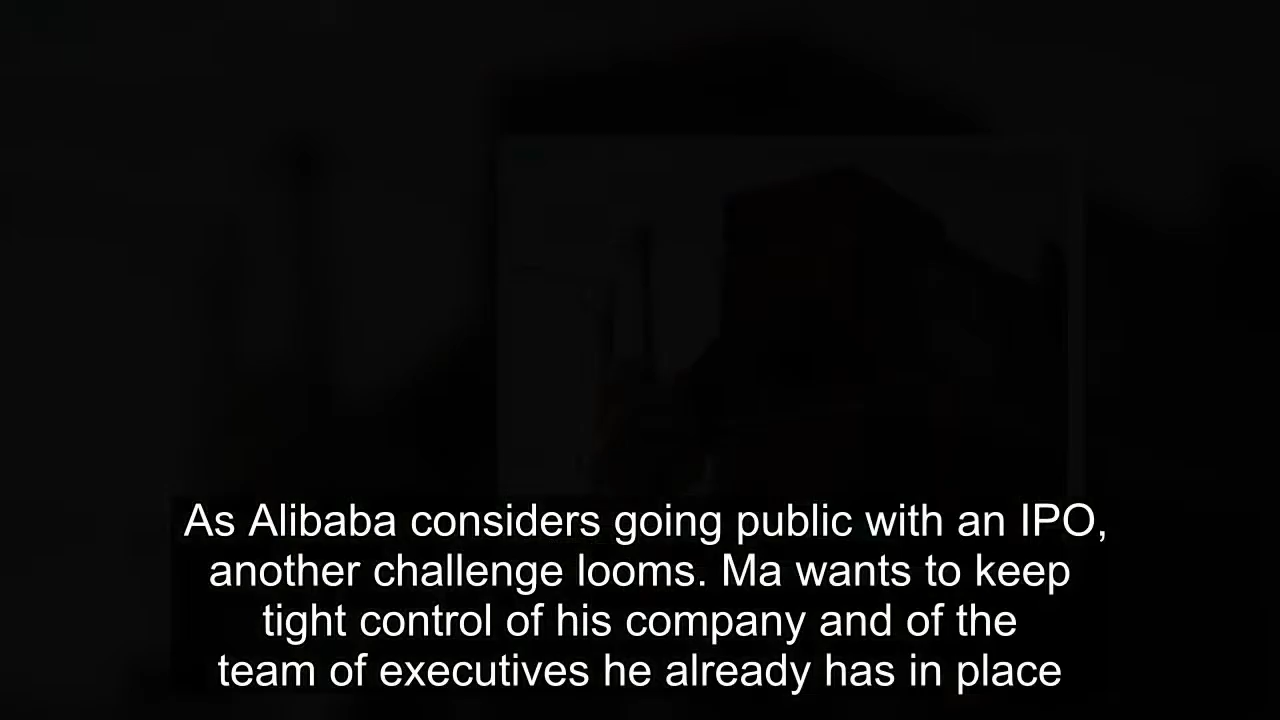 As Alibaba considers going public with an IPO,
another challenge looms. Ma wants to keep
tight control of his company and of the
team of executives he already has in place